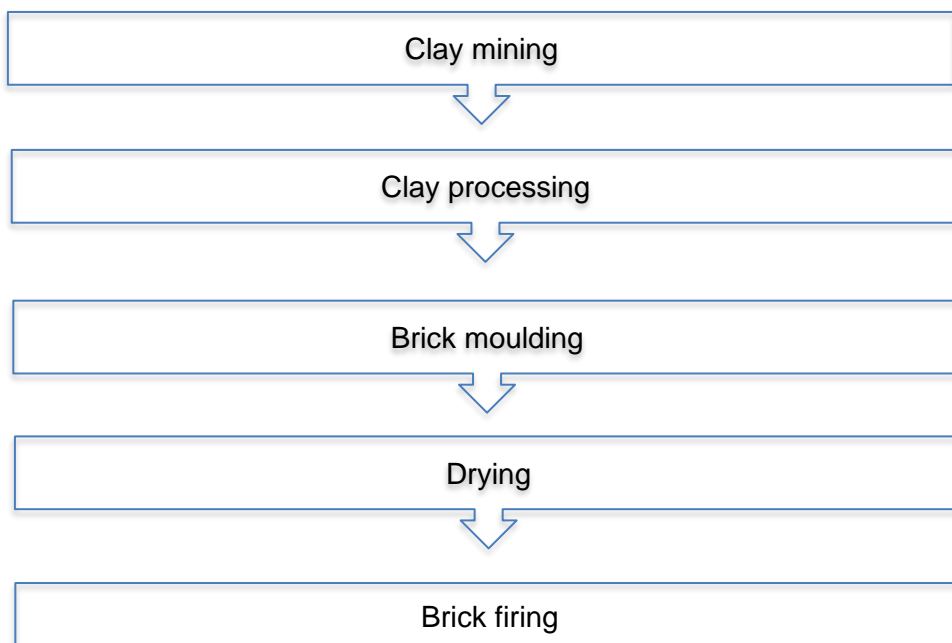 Clay mining
Clay processing
Brick moulding
Drying
Brick firing